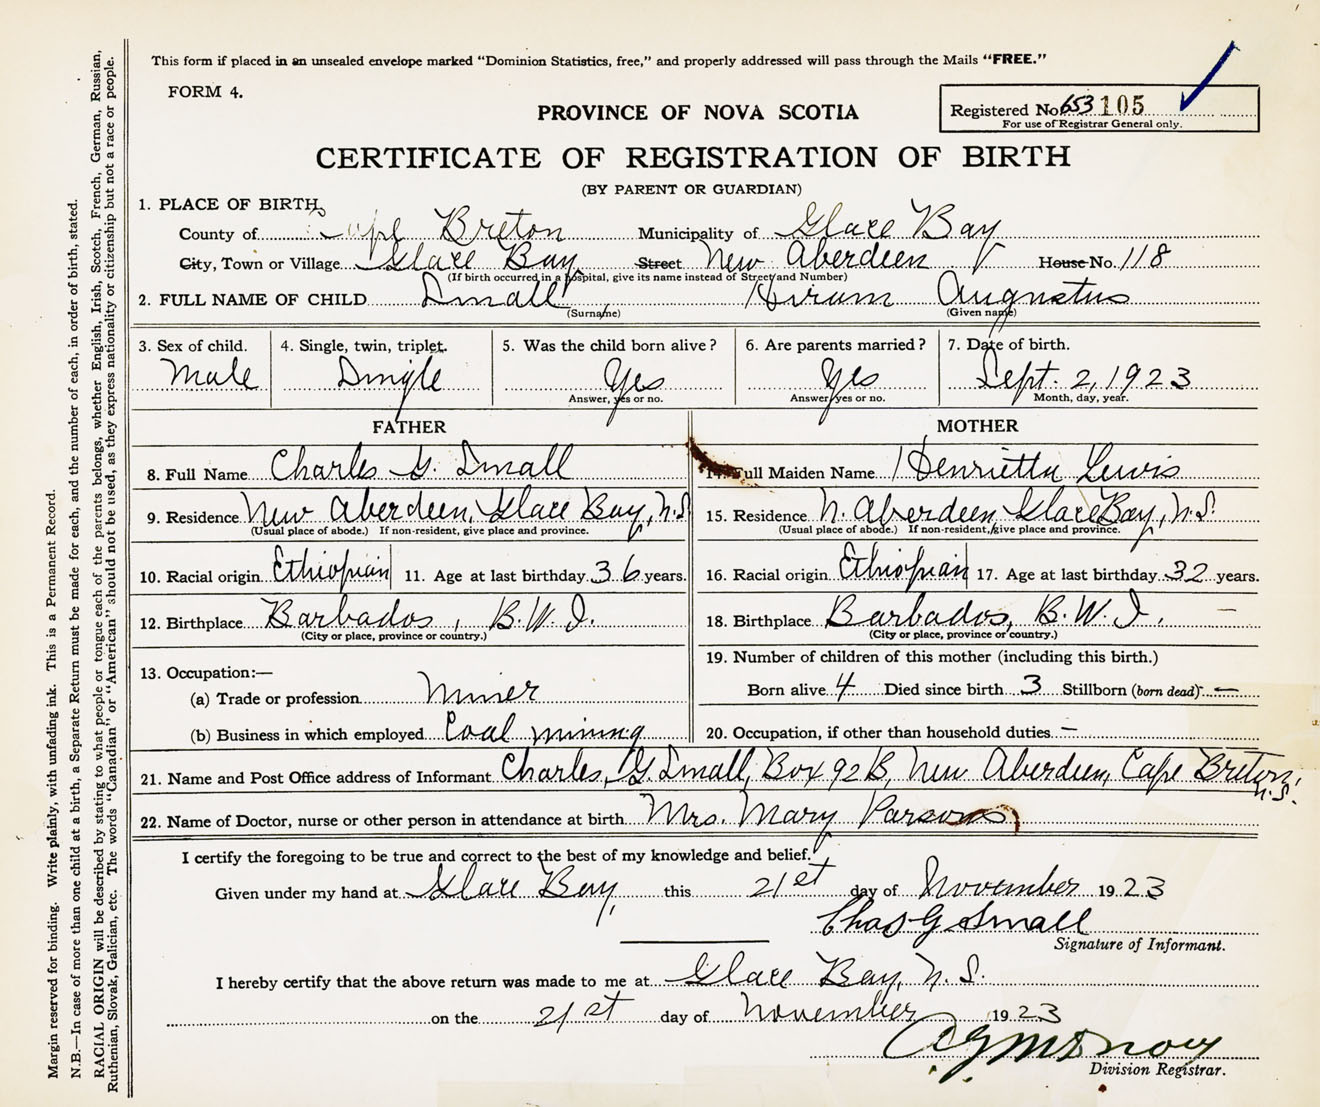 This form if placed in an unsealed envelope marked "Dominion Statistics, free," and properly addressed will pass through the Mails "FREE."
FORM 4.
Registered No. 653 105
For use of Registrar General only.
PROVINCE OF NOVA SCOTIA
CERTIFICATE OF REGISTRATION OF BIRTH
(BY PARENT OR GUARDIAN)
1. PLACE OF BIRTH,
County of Cape Breton Municipality of Glace Bay
City, Town or Village Glace Bay Street New Aberdeen House No. 118
(If birth occurred in a hospital, give its name instead of Street and Number)
2. FULL NAME OF CHILD Small, Hiram Augustus
(Surname) (Given name)
3. Sex of child. 4. Single, twin, triplet. 5. Was the child born alive? 6. Are parents married? 7. Date of birth.
Male Single Yes Yes Sept. 2, 1923
Answer, yes or no. Answer yes or no. Month, day, year.
FATHER MOTHER
8. Full Name Charles G. Small 14. Full Maiden Name Henrietta Lewis
9. Residence New Aberdeen, Glace Bay, N.S. 15. Residence N. Aberdeen Glace Bay, N.S.
(Usual place of abode.) If non-resident, give place and province. (Usual place of abode.) If non-resident, give place and province.
10. Racial origin Ethiopian 11. Age at last birthday 36 years. 16. Racial origin Ethiopian 17. Age at last birthday 32 years.
12. Birthplace Barbados, B.W.I. 18. Birthplace Barbados, B.W.I. —
(City or place, province or country.) (City or place, province or country.)
13. Occupation:— 19. Number of children of this mother (including this birth.)
(a) Trade or profession Miner Born alive 4 Died since birth 3 Stillborn (born dead) —
(b) Business in which employed Coal mining 20. Occupation, if other than household duties —
21. Name and Post Office address of Informant Charles, G. Small, Box 92B, New Aberdeen, Cape Breton,
N.S.
22. Name of Doctor, nurse or other person in attendance at birth Mrs. Mary Parsons
I certify the foregoing to be true and correct to the best of my knowledge and belief.
Given under my hand at Glace Bay, this 21st day of November 1923
Chas G Small
Signature of Informant.
I hereby certify that the above return was made to me at Glace Bay, N.S.
on the 21st day of November 1923
Division Registrar.
Margin reserved for binding. Write plainly, with unfading ink. This is a Permanent Record.
N.B.—In case of more than one child at a birth, a Separate Return must be made for each, and the number of each, in order of birth, stated.
RACIAL ORIGIN will be described by stating to what people or tongue each of the parents belongs, whether English, Irish, Scotch, French, German, Russian,
Ruthenian, Slovak, Galician, etc. The words "Canadian" or "American" should not be used, as they express nationality or citizenship but not a race or people.